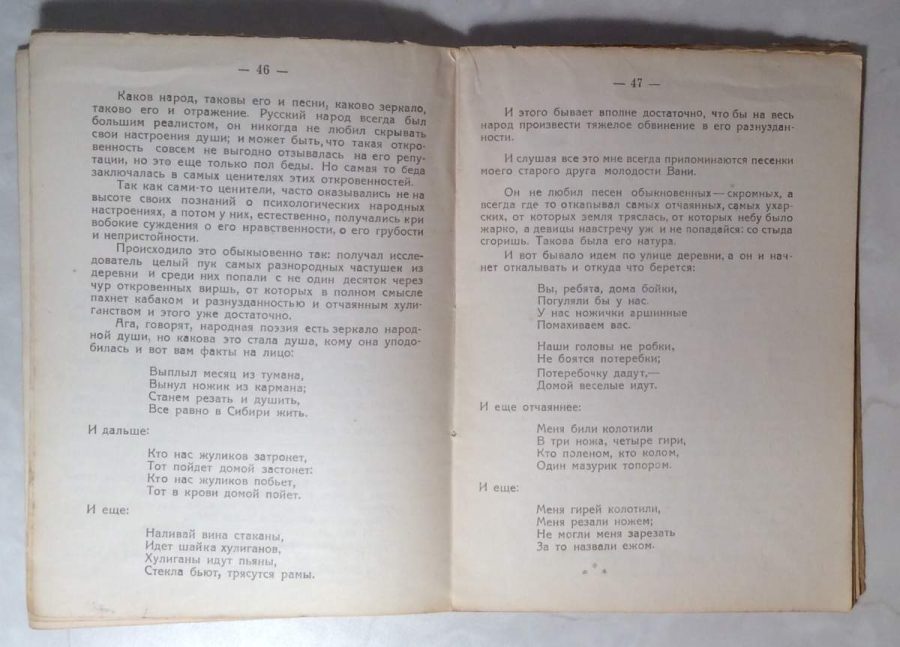 — 46 —
Каков народ, таковы его и песни, каково зеркало,
таково его и отражение. Русский народ всегда был
большим реалистом, он никогда не любил скрывать
свои настроения души; и может быть, что такая откро-
венность совсем не выгодно отзывалась на его репу-
тации, но это еще только пол беды. Но самая то беда
заключалась в самых ценителях этих откровенностей.
Так как сами-то ценители, часто оказывались не на
высоте своих познаний о психологических народных
настроениях, а потом у них, естественно, получались кри
вобокие суждения о его нравственности, о его грубости
и непристойности.
Происходило это обыкыовенно так: получал иссле-
дователь целый пук самых разнородных частушек из
деревни и среди них попали с не один десяток через
чур откровенных виршь, от которых в полном смысле
пахнет кабаком и разнузданностью и отчаянным хули-
ганством и этого уже достаточно.
Ага, говорят, народная поэзия есть зеркало народ-
ной души, но какова это стала душа, кому она уподо-
билась и вот вам факты на лицо:
Выплыл месяц из тумана,
Вынул ножик из кармана;
Станем резать и душить,
Все равно в Сибири жить.
И дальше:
Кто нас жуликов затронет,
Тот пойдет домой застонет:
Кто нас жуликов побьет,
Тот в крови домой пойет.
И еще:
Наливай вина стаканы,
Идет шайка хулиганов,
Хулиганы идут пьяны,
Стекла бьют, трясутся рамы.
— 47 —
И этого бывает вполне достаточно, что бы на весь
народ произвести тяжелое обвинение в его разнуздан-
ности.
И слушая все это мне всегда припоминаются песенки
моего старого друга молодости Вани.
Он не любил песен обыкновенных—скромных, а
всегда где то откапывал самых отчаянных, самых ухар-
ских, от которых земля тряслась, от которых небу было
жарко, а девицы навстречу уж и не попадайся: со стыда
сгоришь. Такова была его натура.
И вот бывало идем по улице деревни, а он и нач-
нет откалывать и откуда что берется:
Вы, ребята, дома бойки,
Погуляли бы у нас.
У нас ножички аршинные
Помахиваем вас.
Наши головы не робки,
Не боятся потеребки;
Потеребочку дадут,—
Домой веселые идут.
И еще отчаяннее:
Меня били колотили
В три ножа, четыре гири,
Кто поленом, кто колом,
Один мазурик топором.
И еще:
Меня гирей колотили,
Меня резали ножем;
Не могли меня зарезать
За то назвали ежом.
* * *